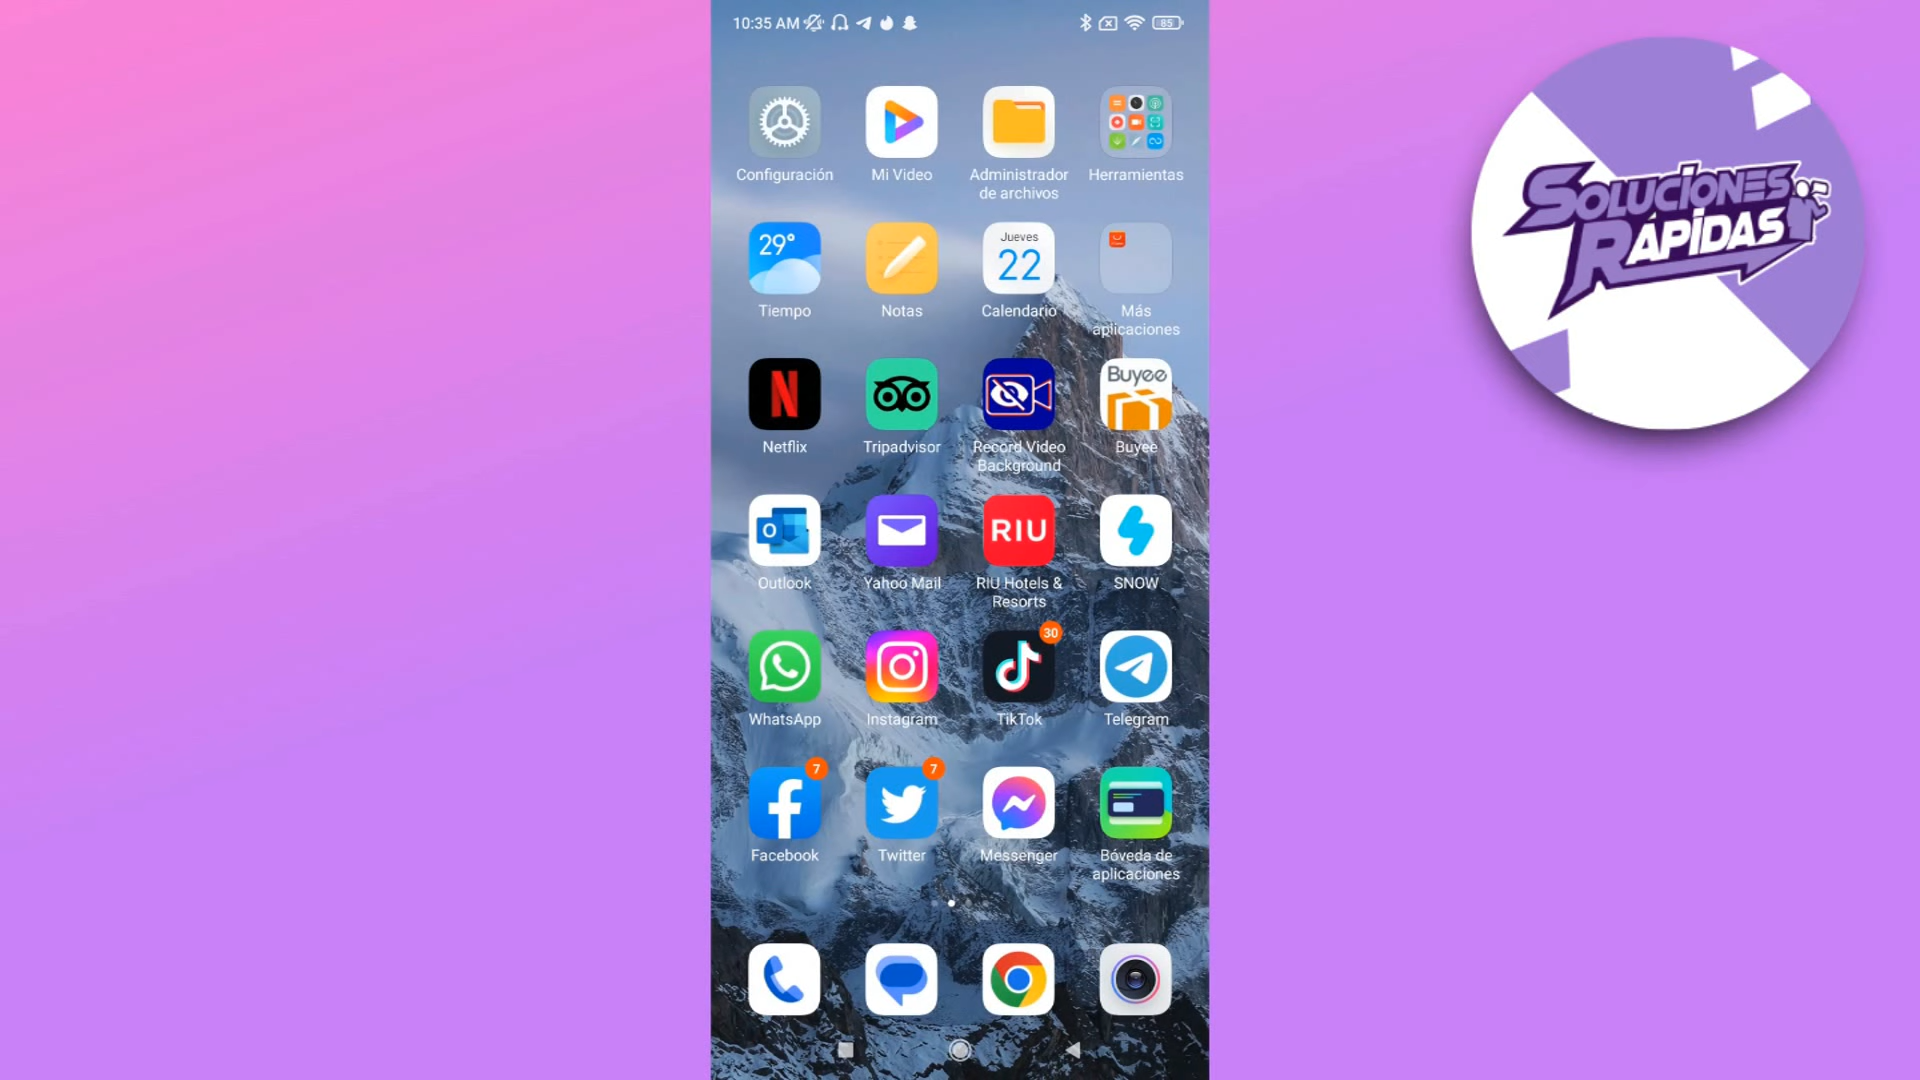 10:35 AM
85
SOLUCIONES
RÁPIDAS
Configuración
Mi Video
Administrador
de archivos
Herramientas
29°
Jueves
22
Tiempo
Notas
Calendario
Más
aplicaciones
N
Buyee
Netflix
Tripadvisor
Record Video
Background
Buyee
O
RIU
Outlook
Yahoo Mail
RIU Hotels &
Resorts
SNOW
30
WhatsApp
Instagram
TikTok
Telegram
7
7
Facebook
Twitter
Messenger
Bóveda de
aplicaciones